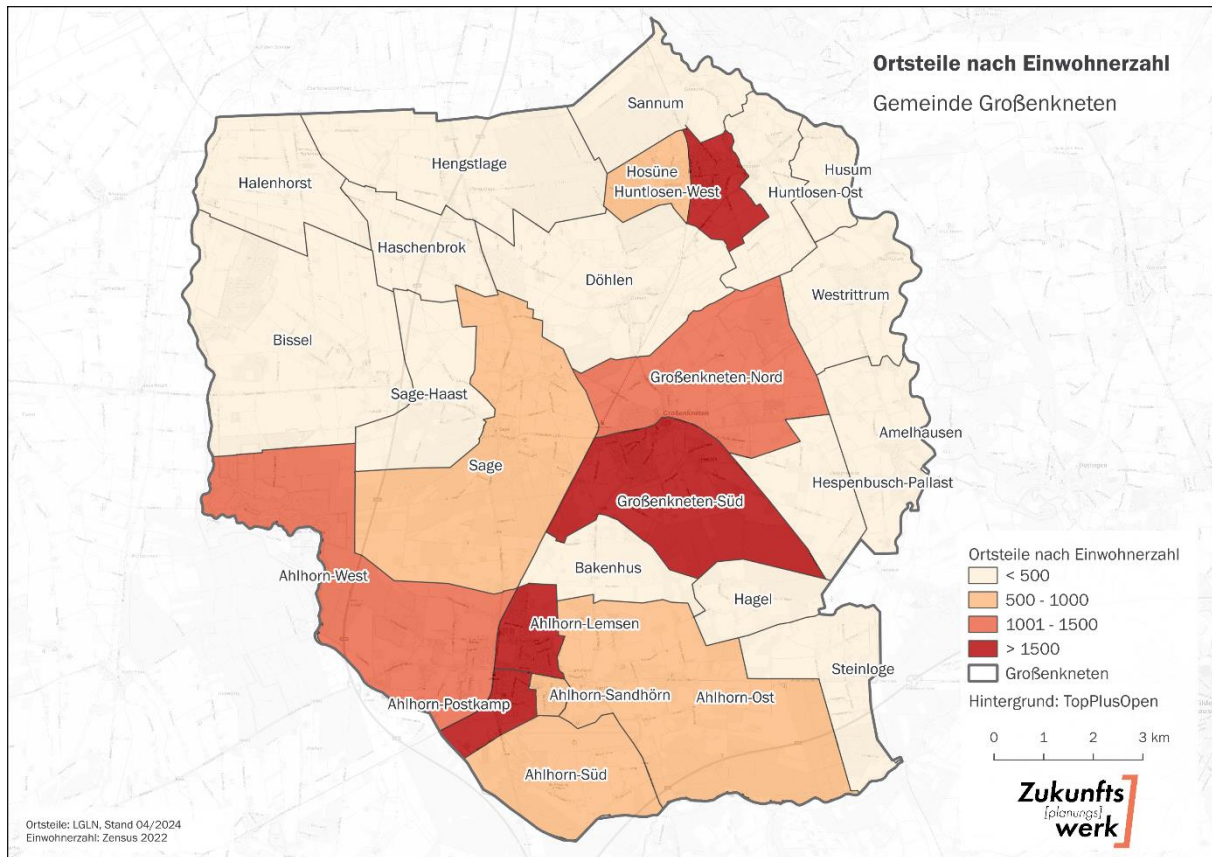 Ortsteile nach Einwohnerzahl
Gemeinde Großenkneten
Sannum
Hengstlage
Halenhorst
Hosüne
Huntlosen-West
Husum
Huntlosen-Ost
Haschenbrok
Döhlen
Westrittrum
Bissel
Sage-Haast
Großenkneten-Nord
Großenkneten
Amelhausen
Sage
Hespenbusch-Pallast
Großenkneten-Süd
Bakenhus
Ahlhorn-West
Hagel
Ahlhorn-Lemsen
Steinloge
Ahlhorn-Sandhörn
Ahlhorn-Ost
Ahlhorn-Postkamp
Ahlhorn-Süd
Ortsteile nach Einwohnerzahl
< 500
500 - 1000
1001 - 1500
> 1500
Großenkneten
Hintergrund: TopPlusOpen
0 1 2 3 km
Zukunfts
[planungs]
werk
Ortsteile: LGLN, Stand 04/2024
Einwohnerzahl: Zensus 2022